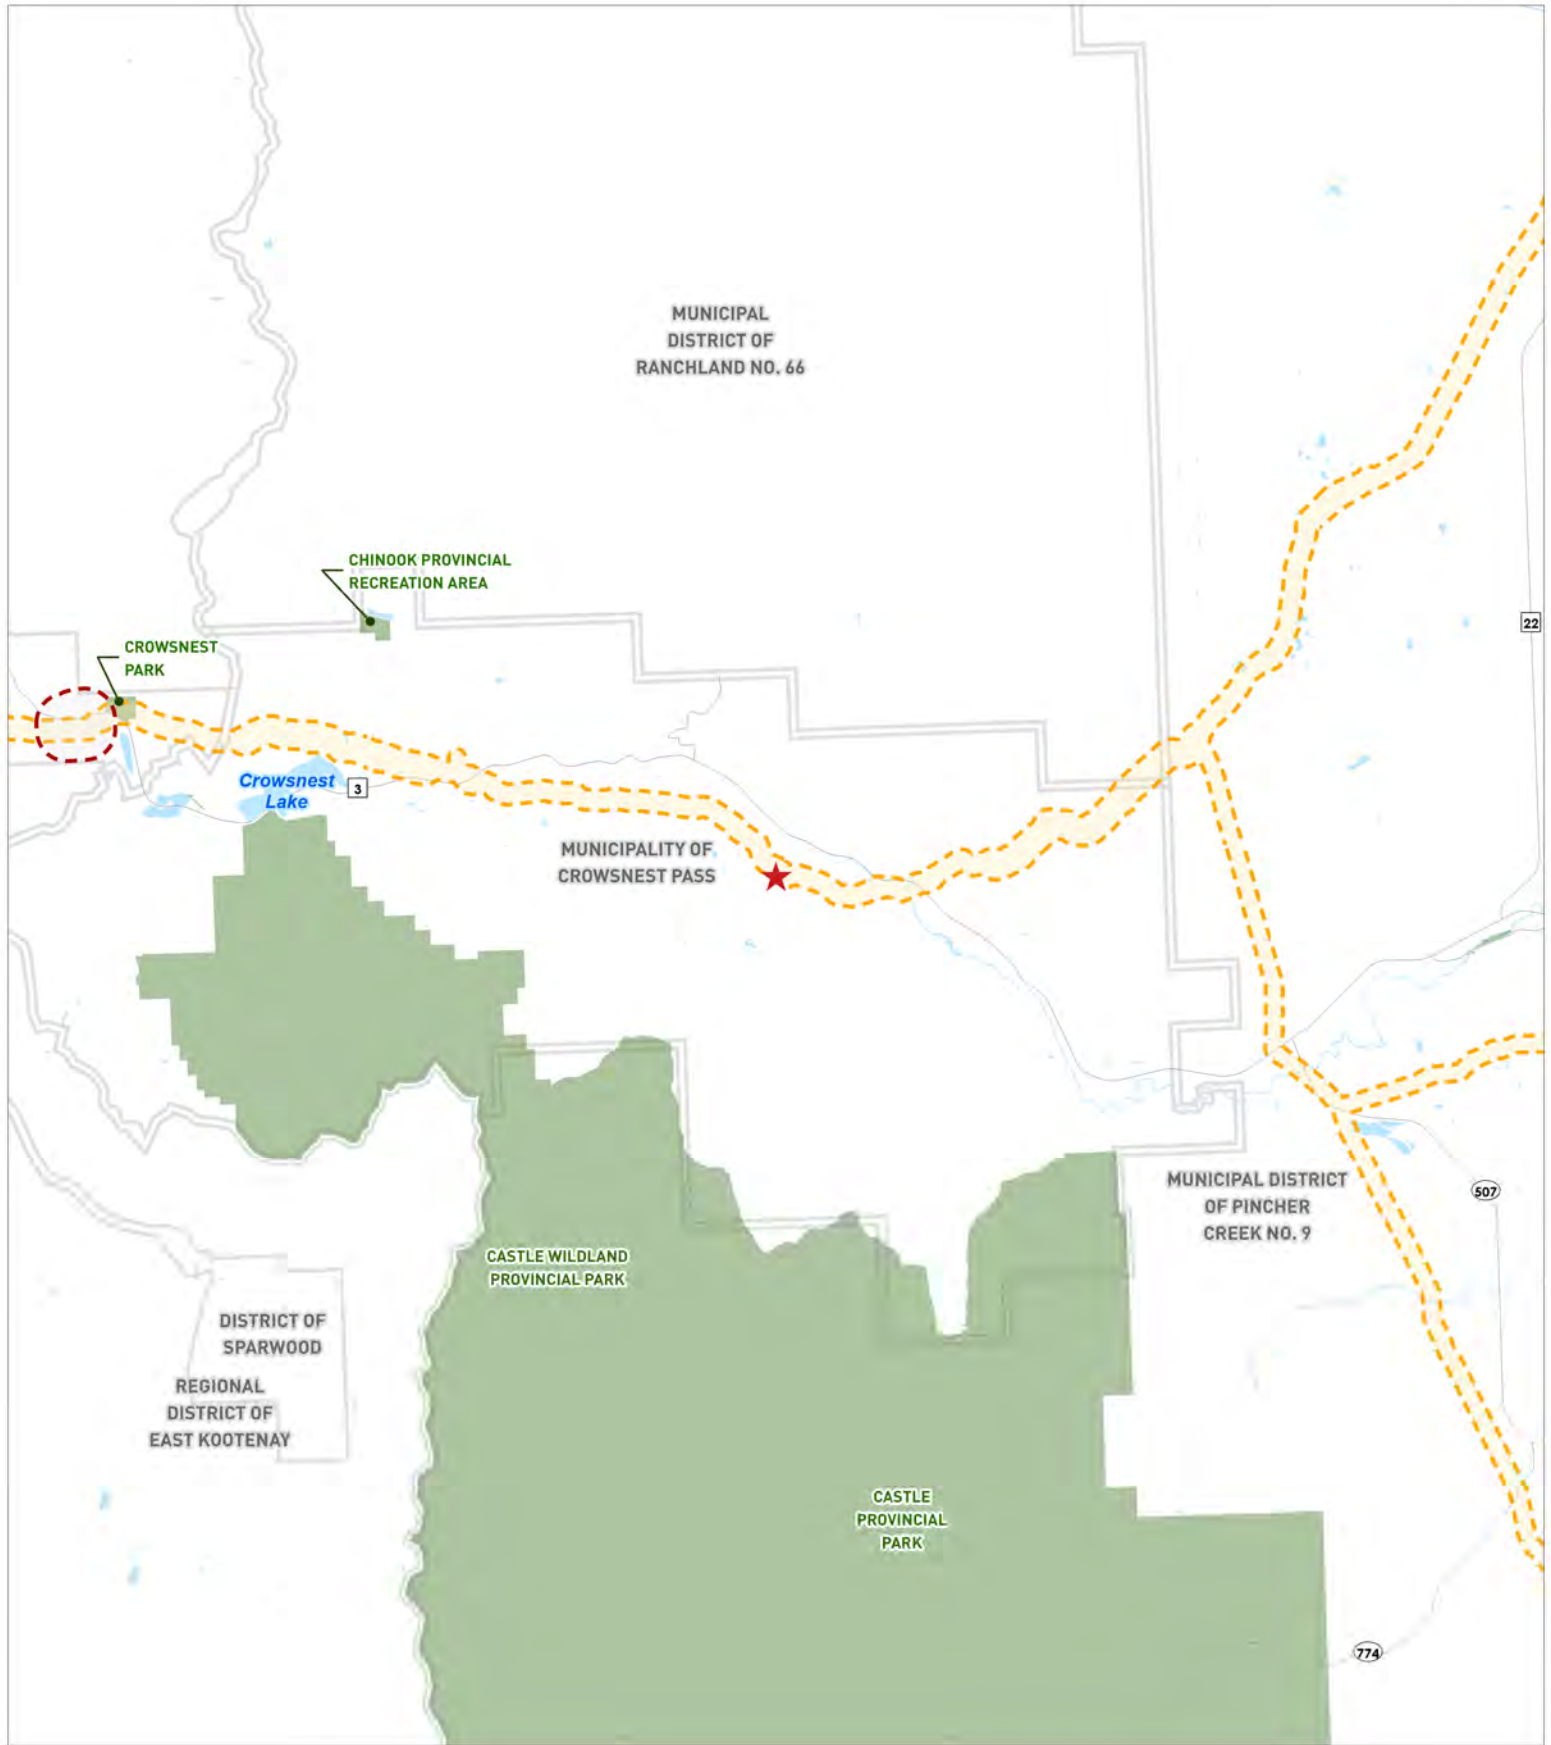 MUNICIPAL
DISTRICT OF
RANCHLAND NO. 66
CHINOOK PROVINCIAL
RECREATION AREA
22
CROWSNEST
PARK
Crowsnest
Lake
3
MUNICIPALITY OF
CROWSNEST PASS
MUNICIPAL DISTRICT
OF PINCHER
CREEK NO. 9
507
CASTLE WILDLAND
PROVINCIAL PARK
DISTRICT OF
SPARWOOD
REGIONAL
DISTRICT OF
EAST KOOTENAY
CASTLE
PROVINCIAL
PARK
774